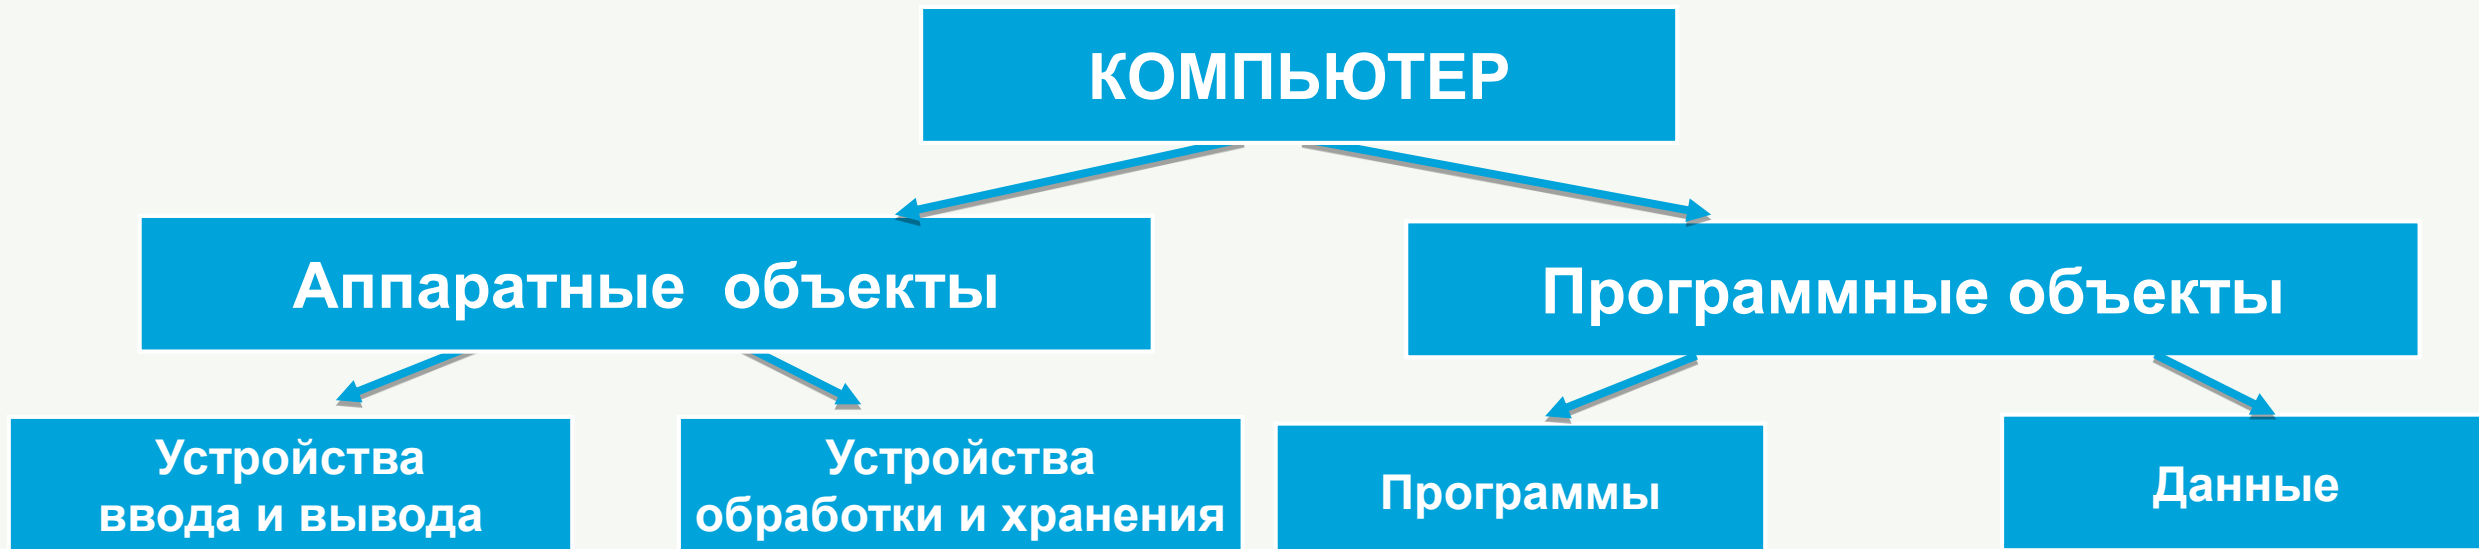 КОМПЬЮТЕР
Аппаратные объекты
Программные объекты
Устройства
ввода и вывода
Устройства
обработки и хранения
Программы
Данные